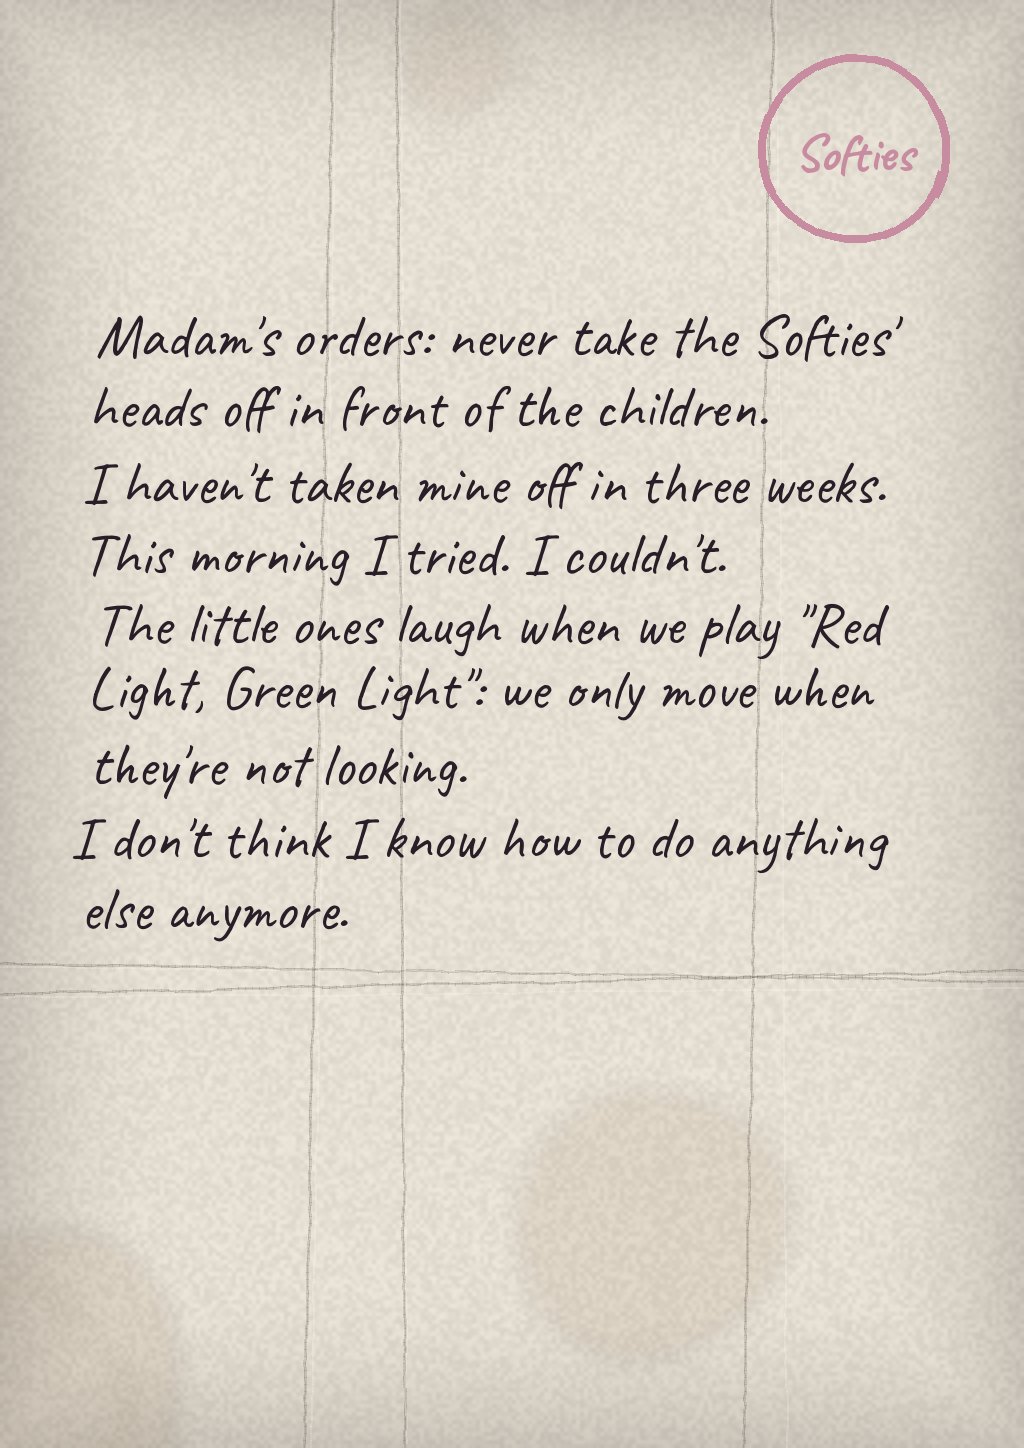 Softies
Madam's orders: never take the Softies'
heads off in front of the children.
I haven't taken mine off in three weeks.
This morning I tried. I couldn't.
The little ones laugh when we play "Red
Light, Green Light": we only move when
they're not looking.
I don't think I know how to do anything
else anymore.